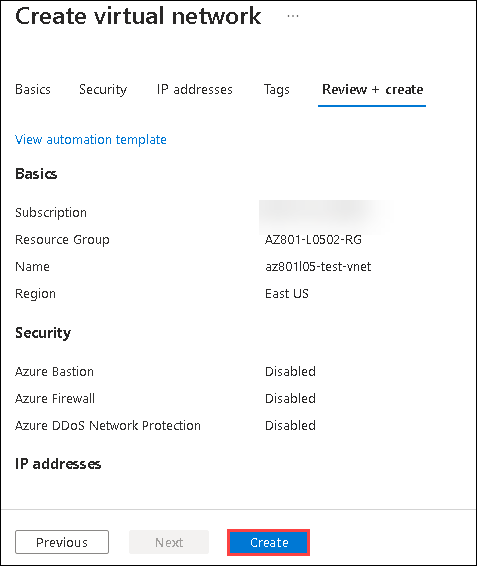 Create virtual network ...
Basics Security IP addresses Tags Review + create
View automation template
Basics
Subscription
Resource Group AZ801-L0502-RG
Name az801l05-test-vnet
Region East US
Security
Azure Bastion Disabled
Azure Firewall Disabled
Azure DDoS Network Protection Disabled
IP addresses
Previous Next Create